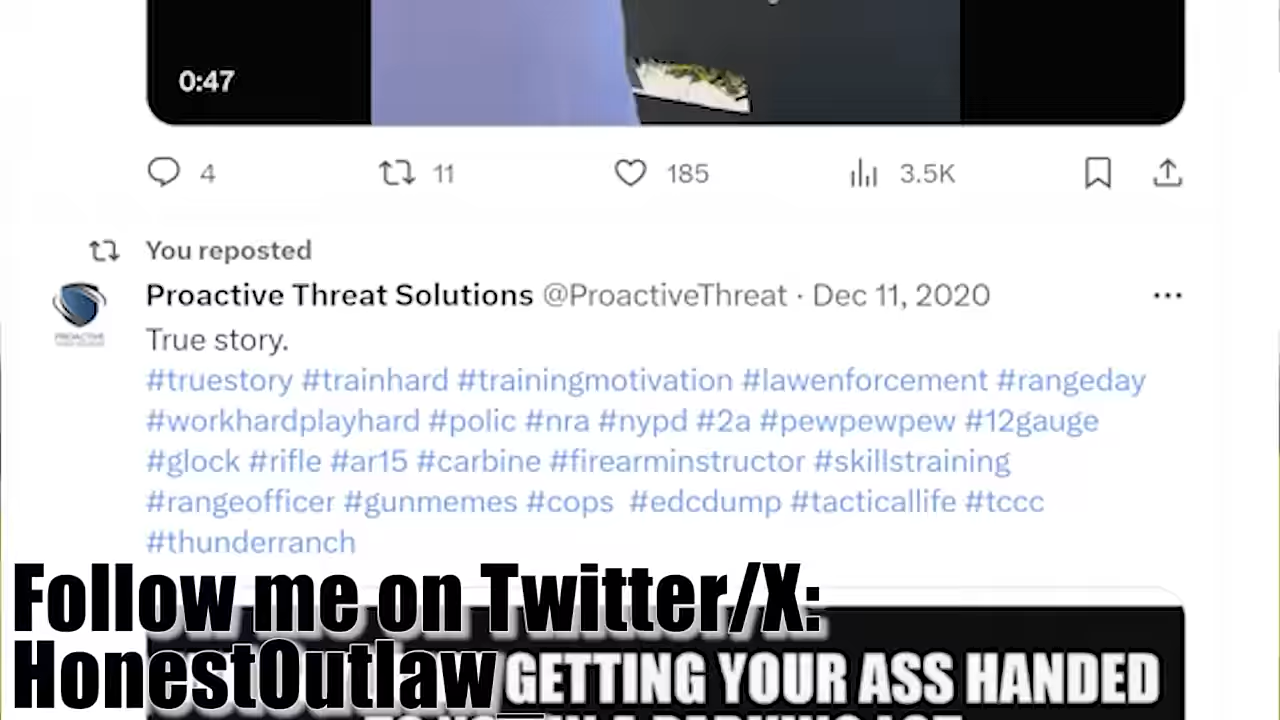 0:47
4 11 185 3.5K
You reposted
Proactive Threat Solutions @ProactiveThreat · Dec 11, 2020
PROACTIVE
True story.
#truestory #trainhard #trainingmotivation #lawenforcement #rangeday
#workhardplayhard #polic #nra #nypd #2a #pewpewpew #12gauge
#glock #rifle #ar15 #carbine #firearminstructor #skillstraining
#rangeofficer #gunmemes #cops #edcdump #tacticallife #tccc
#thunderranch
Follow me on Twitter/X:
HonestOutlaw_
GETTING YOUR ASS HANDED